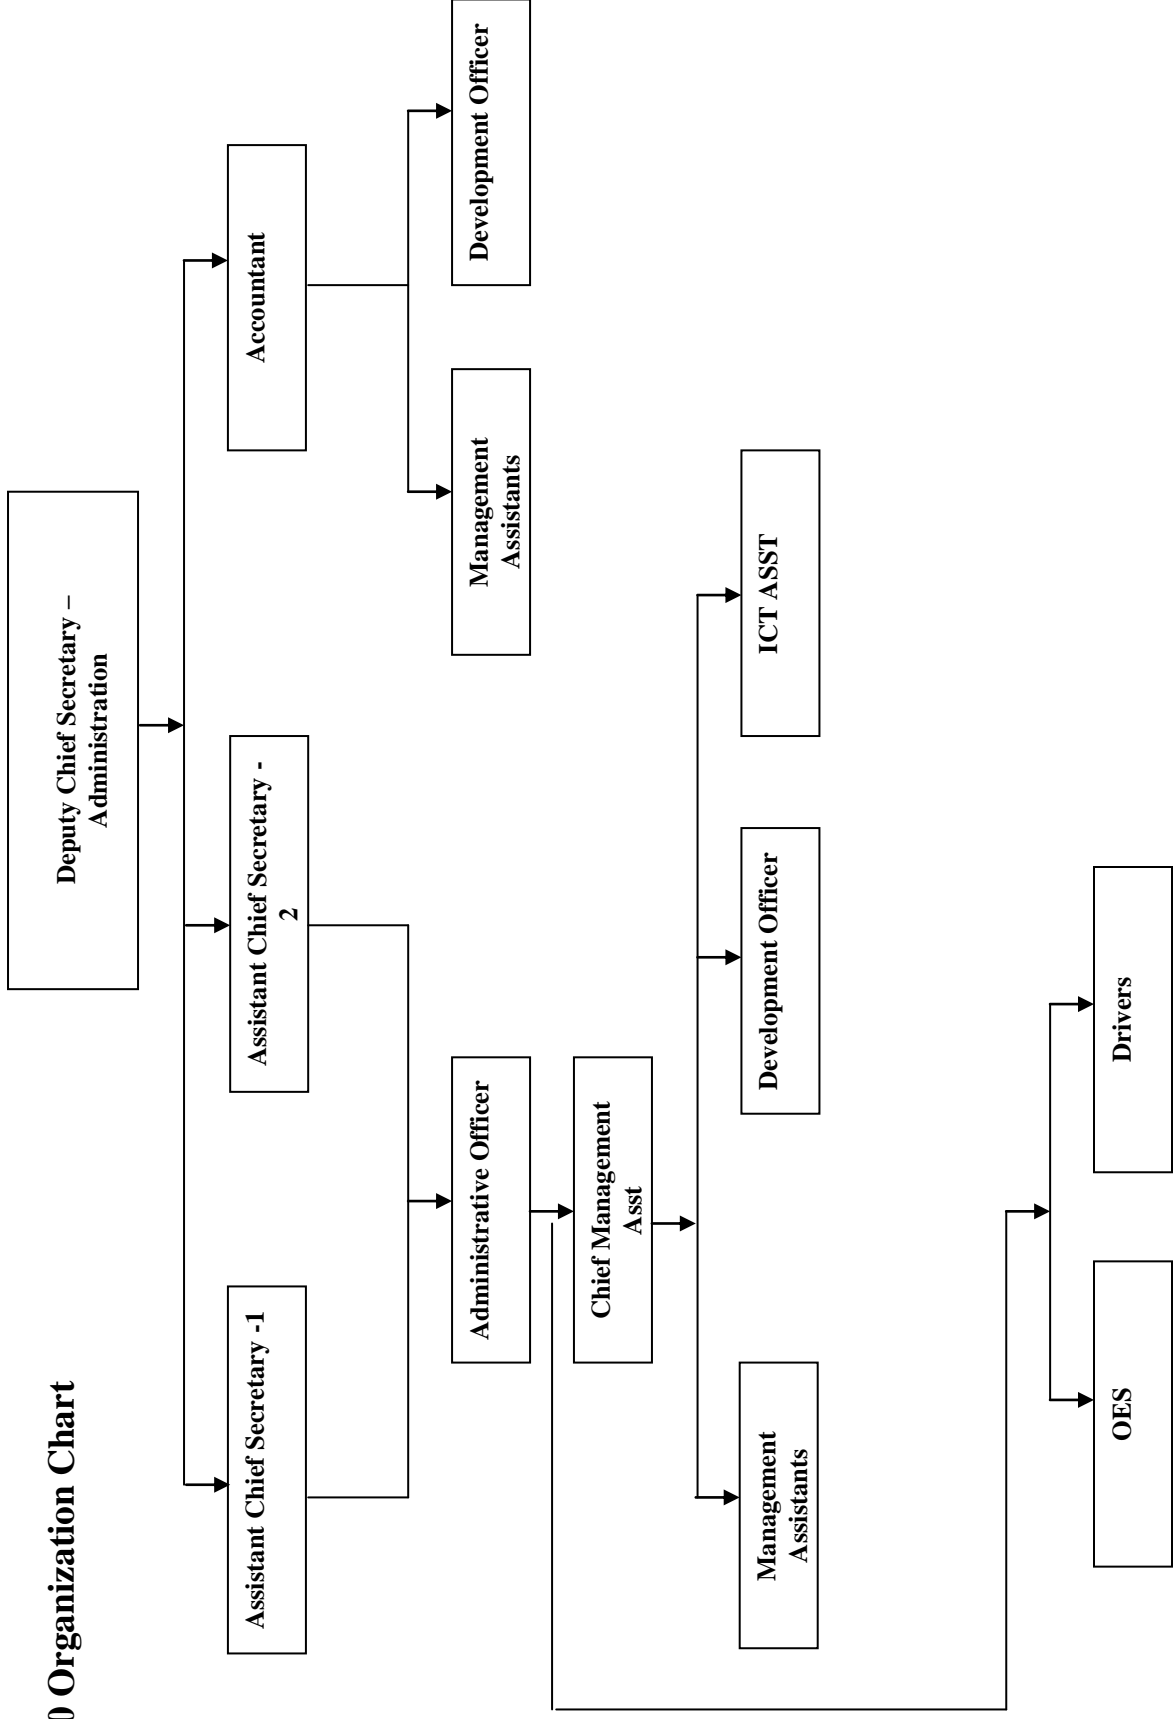 0 Organization Chart
Deputy Chief Secretary –
Administration
Assistant Chief Secretary -1
Assistant Chief Secretary -
2
Accountant
Administrative Officer
Management
Assistants
Development Officer
Chief Management
Asst
Management
Assistants
Development Officer
ICT ASST
OES
Drivers